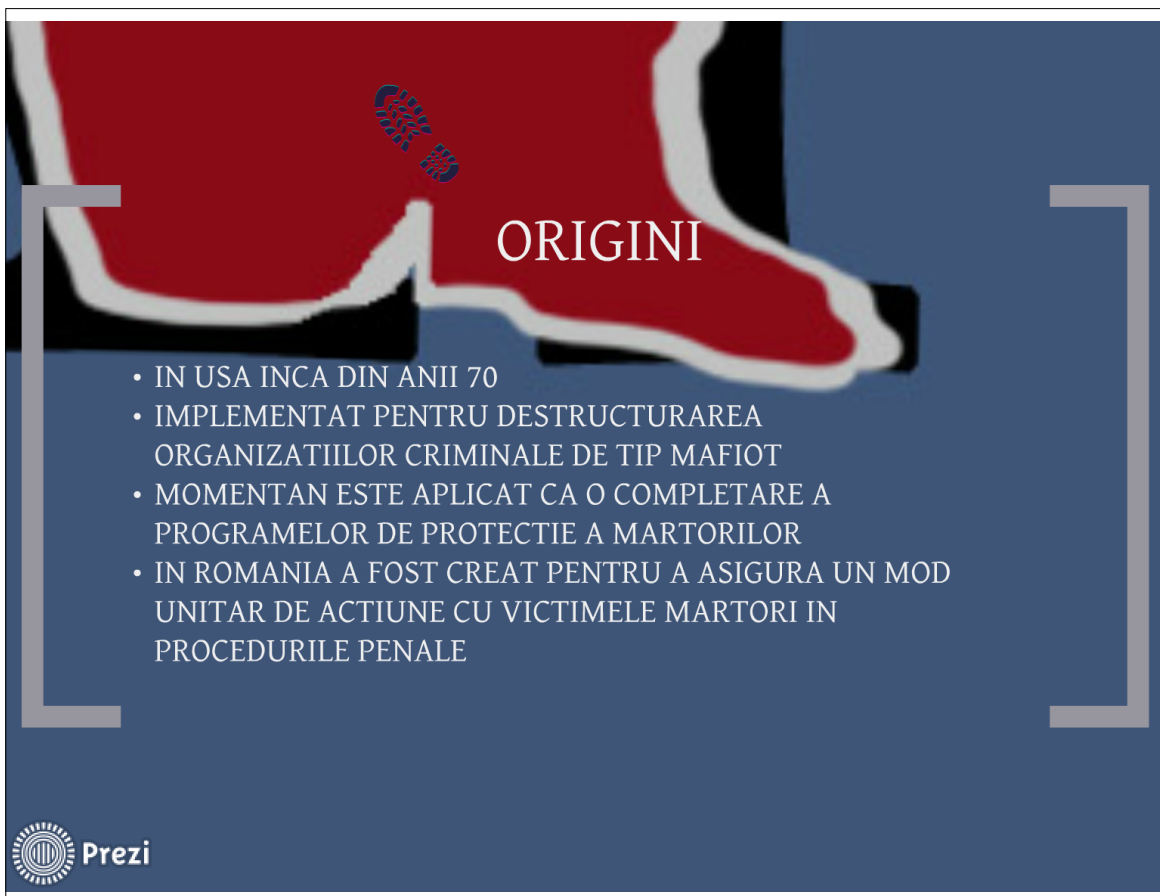 ORIGINI
• IN USA INCA DIN ANII 70
• IMPLEMENTAT PENTRU DESTRUCTURAREA
ORGANIZATIILOR CRIMINALE DE TIP MAFIOT
• MOMENTAN ESTE APLICAT CA O COMPLETARE A
PROGRAMELOR DE PROTECTIE A MARTORILOR
• IN ROMANIA A FOST CREAT PENTRU A ASIGURA UN MOD
UNITAR DE ACTIUNE CU VICTIMELE MARTORI IN
PROCEDURILE PENALE
Prezi